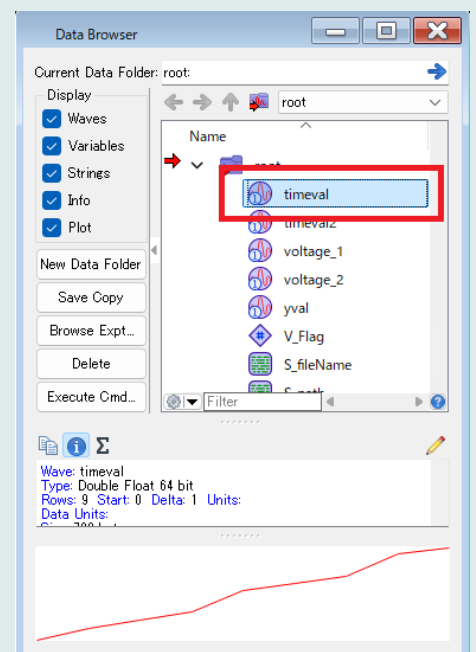 Data Browser
Current Data Folder: root:
Display
Waves
Variables
Strings
Info
Plot
New Data Folder
Save Copy
Browse Expt...
Delete
Execute Cmd...
root
Name
root
timeval
timeval2
voltage_1
voltage_2
yval
V_Flag
S_fileName
S_path
Filter
Wave: timeval
Type: Double Float 64 bit
Rows: 9 Start: 0 Delta: 1 Units:
Data Units: